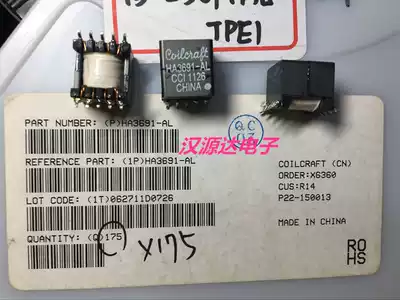 TPE1
Coilcraft
HA3691-AL
CCI 1126
CHINA
PART NUMBER: (P)HA3691-AL
QC
汉源达电子
REFERENCE PART: (1P)HA3691-AL
COILCRAFT (CN)
ORDER:X6360
CUS:R14
P22-150013
LOT CODE: (1T)062711D0726
MADE IN CHINA
QUANTITY: (Q)175
X175
RO
HS